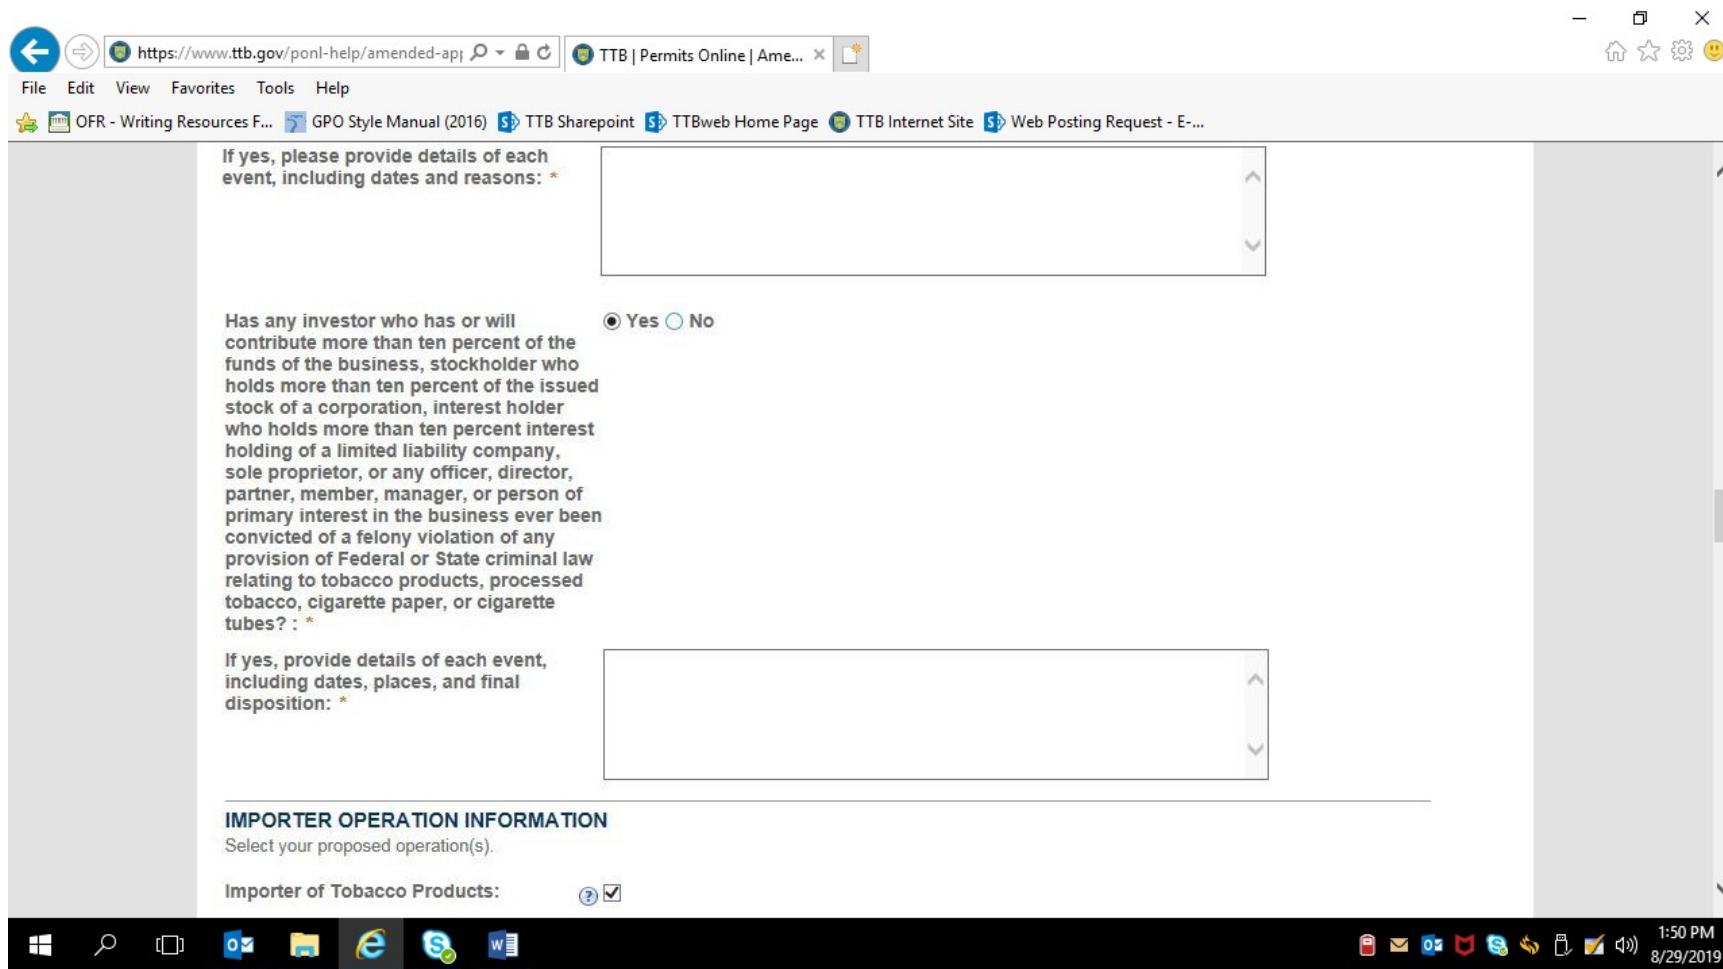 https://www.ttb.gov/ponl-help/amended-ap
TTB | Permits Online | Ame...
File Edit View Favorites Tools Help
OFR - Writing Resources F... GPO Style Manual (2016) TTB Sharepoint TTBweb Home Page TTB Internet Site Web Posting Request - E-...
If yes, please provide details of each
event, including dates and reasons: *
Has any investor who has or will
contribute more than ten percent of the
funds of the business, stockholder who
holds more than ten percent of the issued
stock of a corporation, interest holder
who holds more than ten percent interest
holding of a limited liability company,
sole proprietor, or any officer, director,
partner, member, manager, or person of
primary interest in the business ever been
convicted of a felony violation of any
provision of Federal or State criminal law
relating to tobacco products, processed
tobacco, cigarette paper, or cigarette
tubes? : *
Yes No
If yes, provide details of each event,
including dates, places, and final
disposition: *
IMPORTER OPERATION INFORMATION
Select your proposed operation(s).
Importer of Tobacco Products:
1:50 PM
8/29/2019